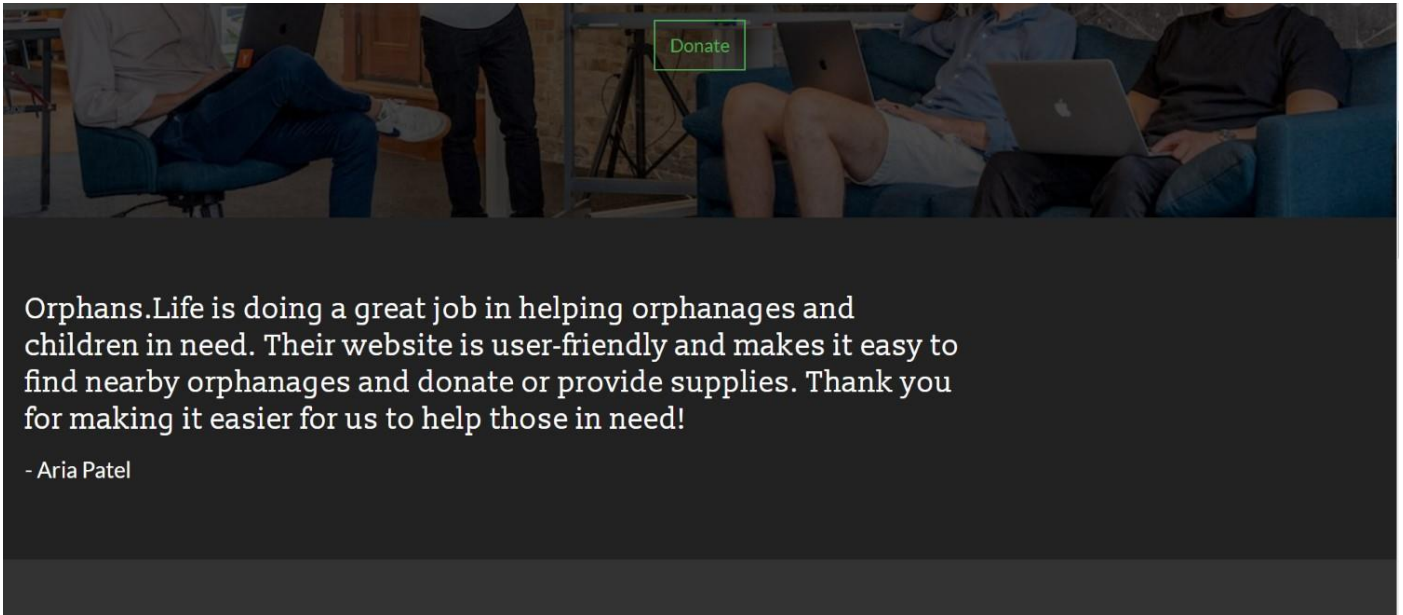 Donate
Orphans.Life is doing a great job in helping orphanages and
children in need. Their website is user-friendly and makes it easy to
find nearby orphanages and donate or provide supplies. Thank you
for making it easier for us to help those in need!
- Aria Patel